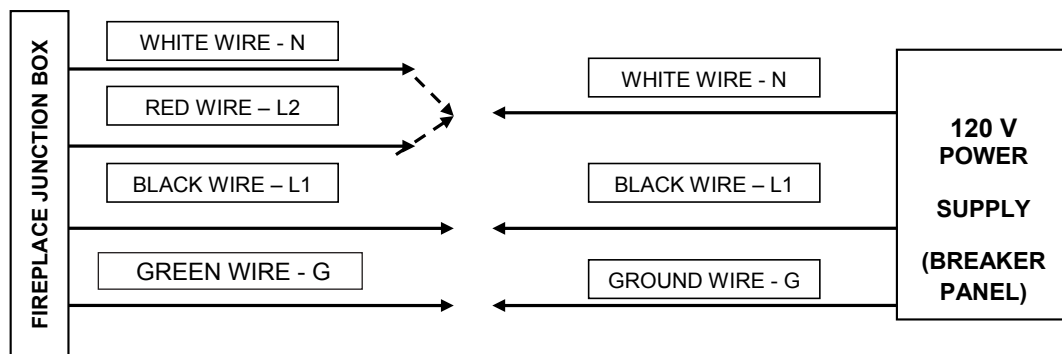 FIREPLACE JUNCTION BOX
WHITE WIRE - N
RED WIRE – L2
BLACK WIRE – L1
GREEN WIRE - G
WHITE WIRE - N
BLACK WIRE – L1
GROUND WIRE - G
120 V
POWER
SUPPLY
(BREAKER
PANEL)